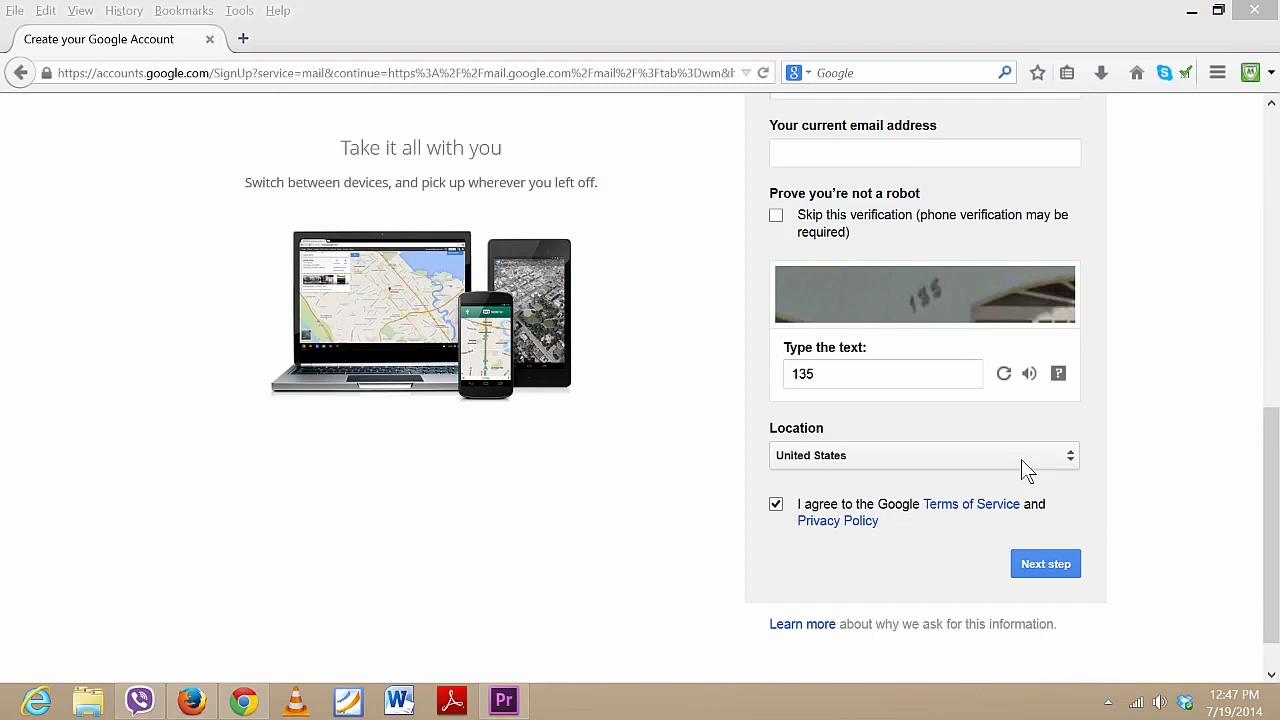 File Edit View History Bookmarks Tools Help
Create your Google Account
https://accounts.google.com/SignUp?service=mail&continue=https%3A%2F%2Fmail.google.com%2Fmail%2F%3Ftab%3Dwm&l
Google
Take it all with you
Switch between devices, and pick up wherever you left off.
Your current email address
Prove you're not a robot
Skip this verification (phone verification may be
required)
Type the text:
135
Location
United States
I agree to the Google Terms of Service and
Privacy Policy
Next step
Learn more about why we ask for this information.
Pr
12:47 PM
7/19/2014